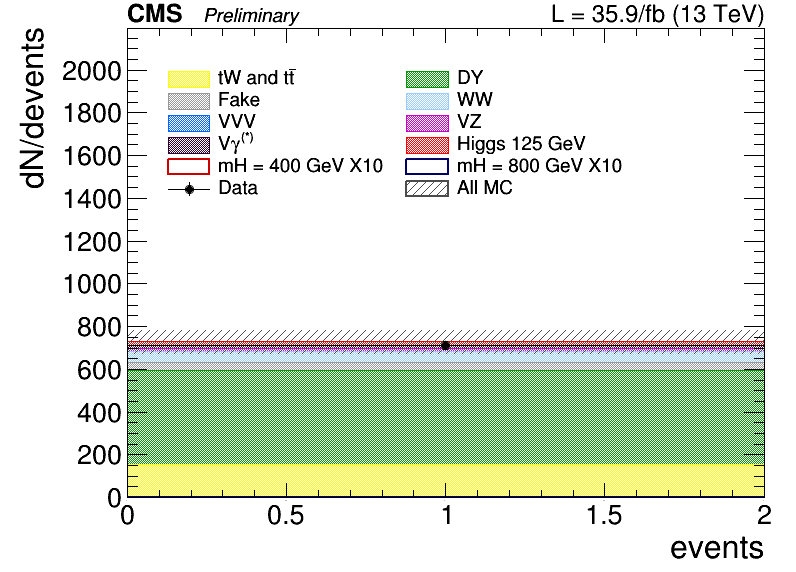 CMS Preliminary L = 35.9/fb (13 TeV)
dN/devents
2000
1800
1600
1400
1200
1000
800
600
400
200
0
tW and tt̄ DY
Fake WW
VVV VZ
Vγ(*) Higgs 125 GeV
mH = 400 GeV X10 mH = 800 GeV X10
Data All MC
0 0.5 1 1.5 2
events